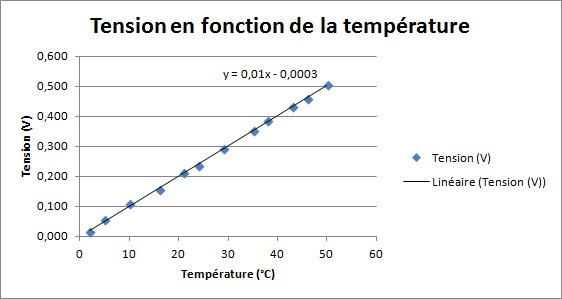 Tension en fonction de la température
0,600
0,500
0,400
0,300
0,200
0,100
0,000
Tension (V)
y = 0,01x - 0,0003
0 10 20 30 40 50 60
Température (°C)
Tension (V)
Linéaire (Tension (V))